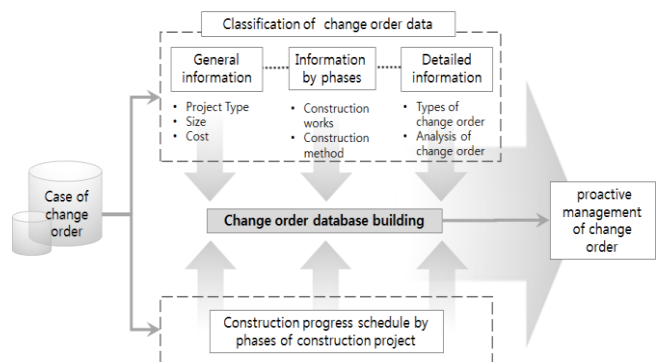 Classification of change order data
General
information
Information
by phases
Detailed
information
• Project Type
• Size
• Cost
• Construction
works
• Construction
method
• Types of
change order
• Analysis of
change order
Case of
change
order
Change order database building
proactive
management
of change
order
Construction progress schedule by
phases of construction project